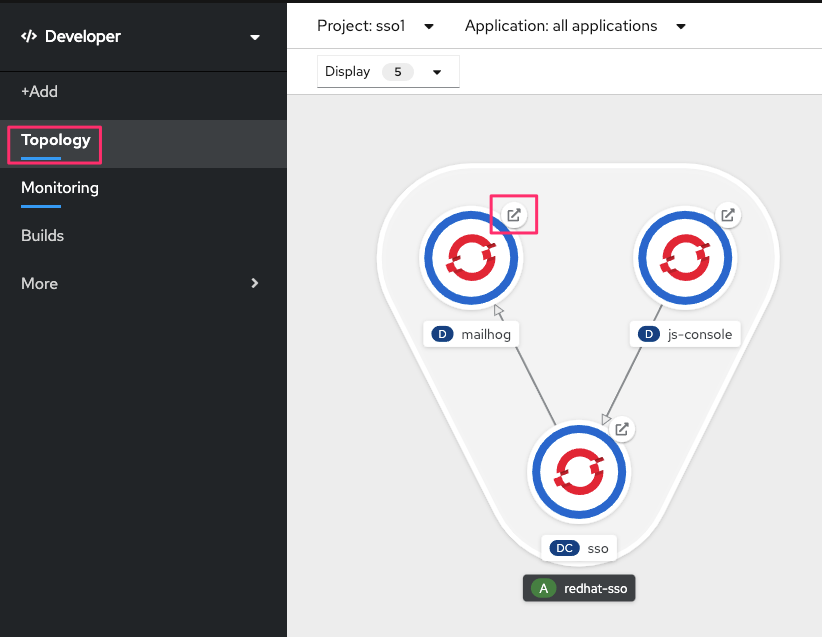 </> Developer
Project: sso1
Application: all applications
Display 5
+Add
Topology
Monitoring
Builds
More
D mailhog
D js-console
DC sso
A redhat-sso